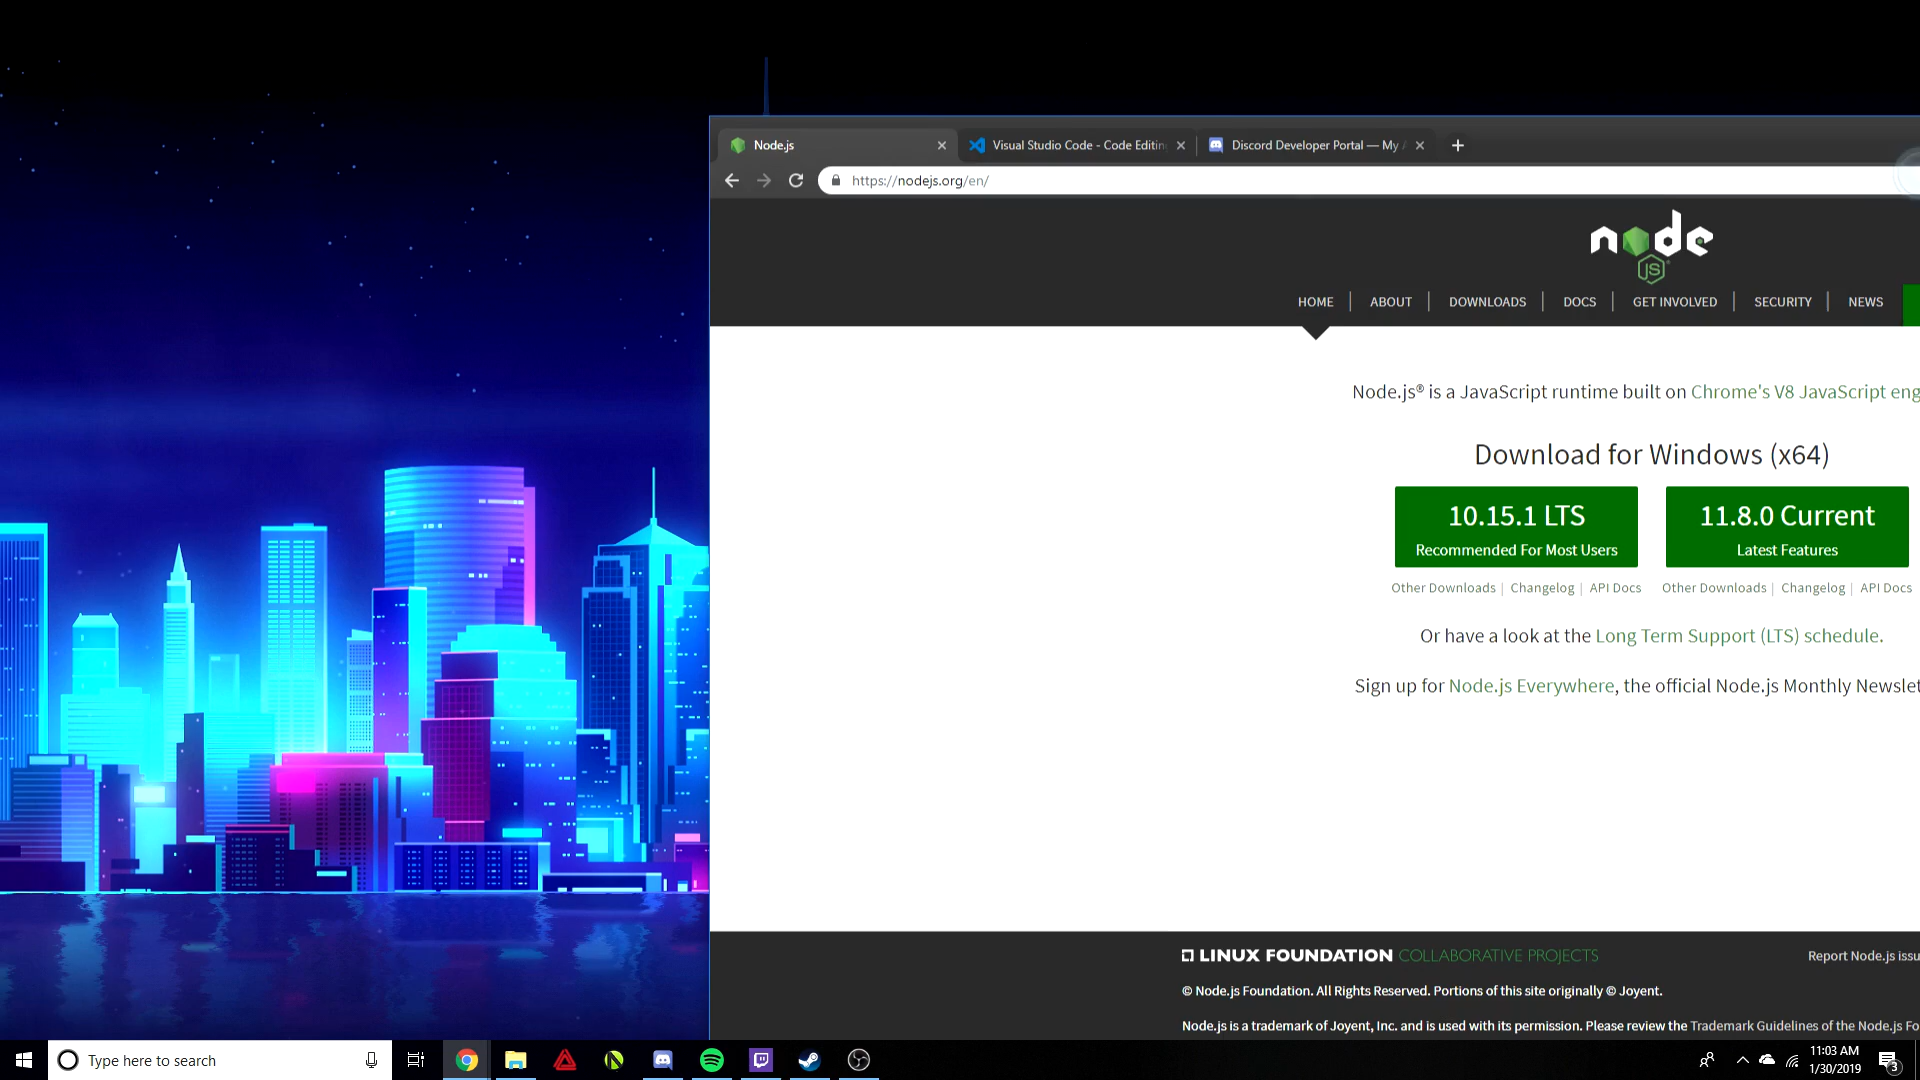 Node.js
Visual Studio Code - Code Editin
Discord Developer Portal — My
https://nodejs.org/en/
node
JS
HOME
ABOUT
DOWNLOADS
DOCS
GET INVOLVED
SECURITY
NEWS
Node.js® is a JavaScript runtime built on Chrome's V8 JavaScript eng
Download for Windows (x64)
10.15.1 LTS
Recommended For Most Users
11.8.0 Current
Latest Features
Other Downloads | Changelog | API Docs
Other Downloads | Changelog | API Docs
Or have a look at the Long Term Support (LTS) schedule.
Sign up for Node.js Everywhere, the official Node.js Monthly Newslet
LINUX FOUNDATION COLLABORATIVE PROJECTS
Report Node.js issu
© Node.js Foundation. All Rights Reserved. Portions of this site originally © Joyent.
Node.js is a trademark of Joyent, Inc. and is used with its permission. Please review the Trademark Guidelines of the Node.js Fo
Type here to search
11:03 AM
1/30/2019
3